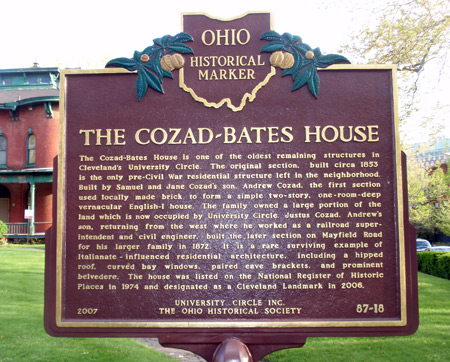 OHIO
HISTORICAL
MARKER
THE COZAD-BATES HOUSE
The Cozad-Bates House is one of the oldest remaining structures in
Cleveland's University Circle. The original section, built circa 1853
is the only pre-Civil War residential structure left in the neighborhood.
Built by Samuel and Jane Cozad's son, Andrew Cozad, the first section
used locally made brick to form a simple two-story, one-room-deep
vernacular English-I house. The family owned a large portion of the
land which is now occupied by University Circle. Justus Cozad, Andrew's
son, returning from the west where he worked as a railroad super-
intendent and civil engineer, built the later section on Mayfield Road
for his larger family in 1872. It is a rare surviving example of
Italianate-influenced residential architecture, including a hipped
roof, curved bay windows, paired eave brackets, and prominent
belvedere. The house was listed on the National Register of Historic
Places in 1974 and designated as a Cleveland Landmark in 2006.
UNIVERSITY CIRCLE INC.
2007 THE OHIO HISTORICAL SOCIETY 87-18